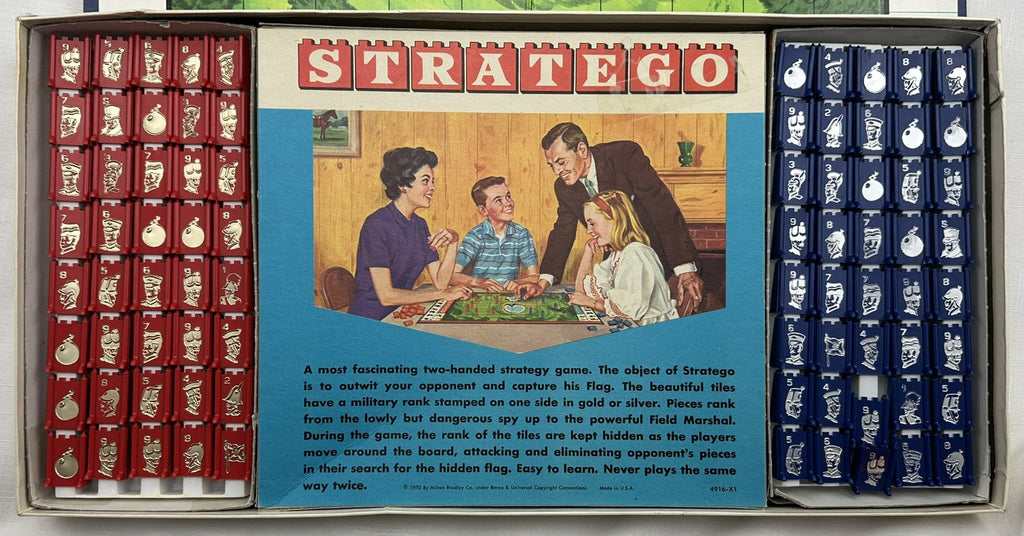 STRATEGO
A most fascinating two-handed strategy game. The object of Stratego
is to outwit your opponent and capture his Flag. The beautiful tiles
have a military rank stamped on one side in gold or silver. Pieces rank
from the lowly but dangerous spy up to the powerful Field Marshal.
During the game, the rank of the tiles are kept hidden as the players
move around the board, attacking and eliminating opponent's pieces
in their search for the hidden flag. Easy to learn. Never plays the same
way twice.
© 1970 By Milton Bradley Co. under Berne & Universal Copyright Conventions. Made in U.S.A. 4916-X1